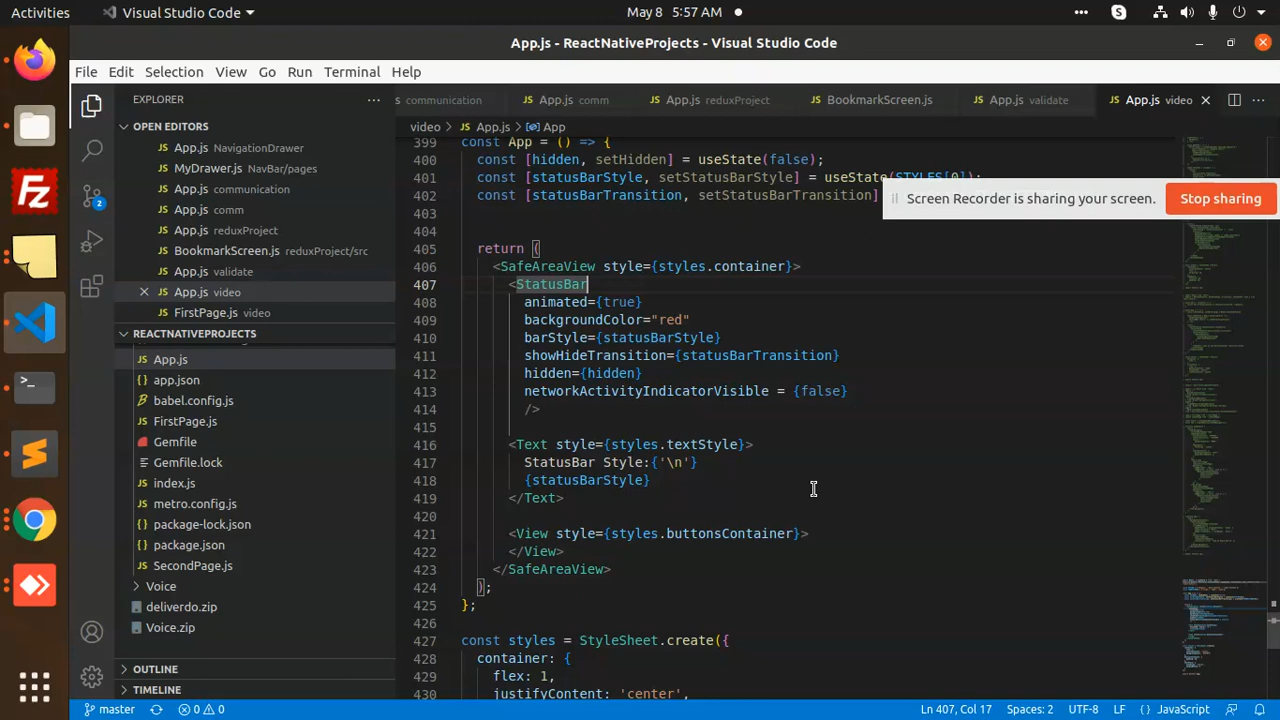 Activities
Visual Studio Code
May 8 5:57 AM
App.js - ReactNativeProjects - Visual Studio Code
File Edit Selection View Go Run Terminal Help
EXPLORER
communication
App.js comm
App.js reduxProject
BookmarkScreen.js
App.js validate
App.js video
OPEN EDITORS
App.js NavigationDrawer
MyDrawer.js NavBar/pages
App.js communication
App.js comm
App.js reduxProject
BookmarkScreen.js reduxProject/src
App.js validate
App.js video
FirstPage.js video
REACTNATIVEPROJECTS
App.js
app.json
babel.config.js
FirstPage.js
Gemfile
Gemfile.lock
index.js
metro.config.js
package-lock.json
package.json
SecondPage.js
Voice
deliverdo.zip
Voice.zip
OUTLINE
TIMELINE
2
video > App.js > App
399 const App = () => {
400 const [hidden, setHidden] = useState(false);
401 const [statusBarStyle, setStatusBarStyle] = useState(STYLES[0]);
402 const [statusBarTransition, setStatusBarTransition]
403
404
405 return (
406 <SafeAreaView style={styles.container}>
407 <StatusBar
408 animated={true}
409 backgroundColor="red"
410 barStyle={statusBarStyle}
411 showHideTransition={statusBarTransition}
412 hidden={hidden}
413 networkActivityIndicatorVisible = {false}
414 />
415
416 <Text style={styles.textStyle}>
417 StatusBar Style:{'\n'}
418 {statusBarStyle}
419 </Text>
420
421 <View style={styles.buttonsContainer}>
422 </View>
423 </SafeAreaView>
424 );
425 };
426
427 const styles = StyleSheet.create({
428 container: {
429 flex: 1,
430 justifyContent: 'center',
Screen Recorder is sharing your screen.
Stop sharing
master
0 0
Ln 407, Col 17
Spaces: 2
UTF-8
LF
{ } JavaScript